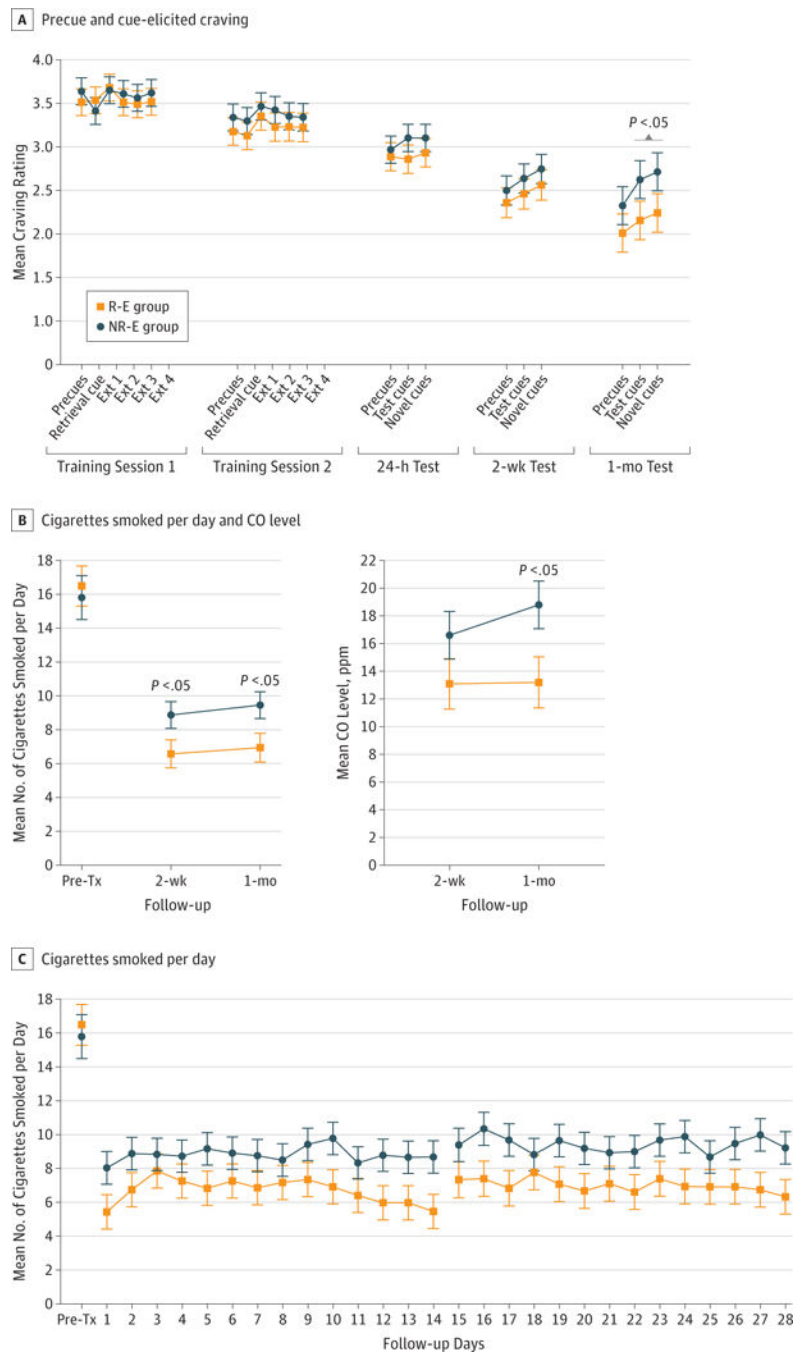 A Precue and cue-elicited craving
4.0
3.5
3.0
2.5
2.0
1.5
1.0
0
Mean Craving Rating
P <.05
R-E group
NR-E group
Precues
Retrieval cue
Ext 1
Ext 2
Ext 3
Ext 4
Precues
Retrieval cue
Ext 1
Ext 2
Ext 3
Ext 4
Precues
Test cues
Novel cues
Precues
Test cues
Novel cues
Precues
Test cues
Novel cues
Training Session 1
Training Session 2
24-h Test
2-wk Test
1-mo Test
B Cigarettes smoked per day and CO level
18
16
14
12
10
8
6
4
2
0
Mean No. of Cigarettes Smoked per Day
P <.05
P <.05
Pre-Tx
2-wk
1-mo
Follow-up
22
20
18
16
14
12
10
8
6
4
2
0
Mean CO Level, ppm
P <.05
2-wk
1-mo
Follow-up
C Cigarettes smoked per day
18
16
14
12
10
8
6
4
2
0
Mean No. of Cigarettes Smoked per Day
Pre-Tx 1 2 3 4 5 6 7 8 9 10 11 12 13 14 15 16 17 18 19 20 21 22 23 24 25 26 27 28
Follow-up Days